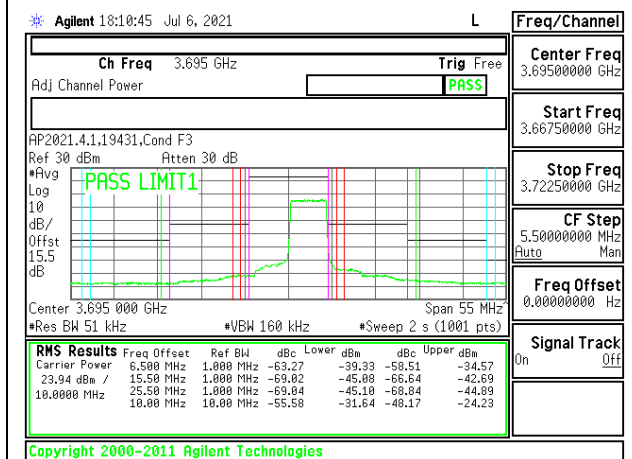 Agilent 18:10:45 Jul 6, 2021 L Freq/Channel
Ch Freq 3.695 GHz Trig Free
Adj Channel Power PASS
Center Freq
3.69500000 GHz
Start Freq
3.66750000 GHz
AP2021.4.1,19431,Cond F3
Ref 30 dBm Atten 30 dB
#Avg
Log
10
dB/
Offst
15.5
dB
PASS LIMIT1
Stop Freq
3.72250000 GHz
CF Step
5.50000000 MHz
Auto Man
Freq Offset
0.00000000 Hz
Center 3.695 000 GHz Span 55 MHz^
#Res BW 51 kHz #VBW 160 kHz #Sweep 2 s (1001 pts)
Signal Track
On Off
RMS Results Freq Offset Ref BW dBc Lower dBm dBc Upper dBm
Carrier Power 6.500 MHz 1.000 MHz -63.27 -39.33 -58.51 -34.57
23.94 dBm / 15.50 MHz 1.000 MHz -69.02 -45.08 -66.64 -42.69
10.0000 MHz 25.50 MHz 1.000 MHz -69.04 -45.10 -68.84 -44.89
10.00 MHz 10.00 MHz -55.58 -31.64 -48.17 -24.23
Copyright 2000-2011 Agilent Technologies